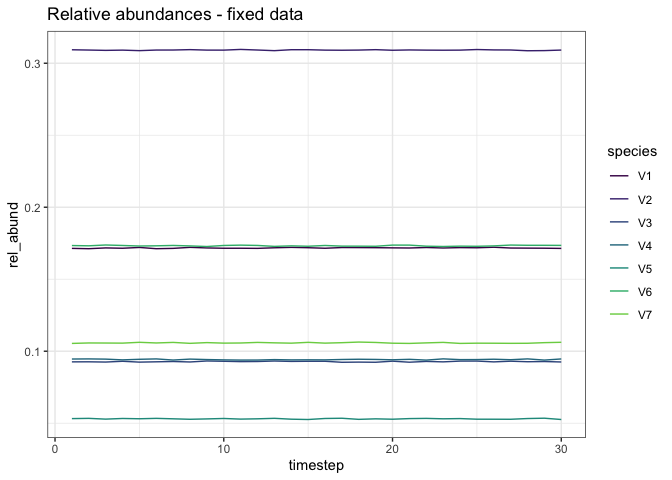 Relative abundances - fixed data
0.3
0.2
0.1
rel_abund
0
10
20
30
timestep
species
V1
V2
V3
V4
V5
V6
V7